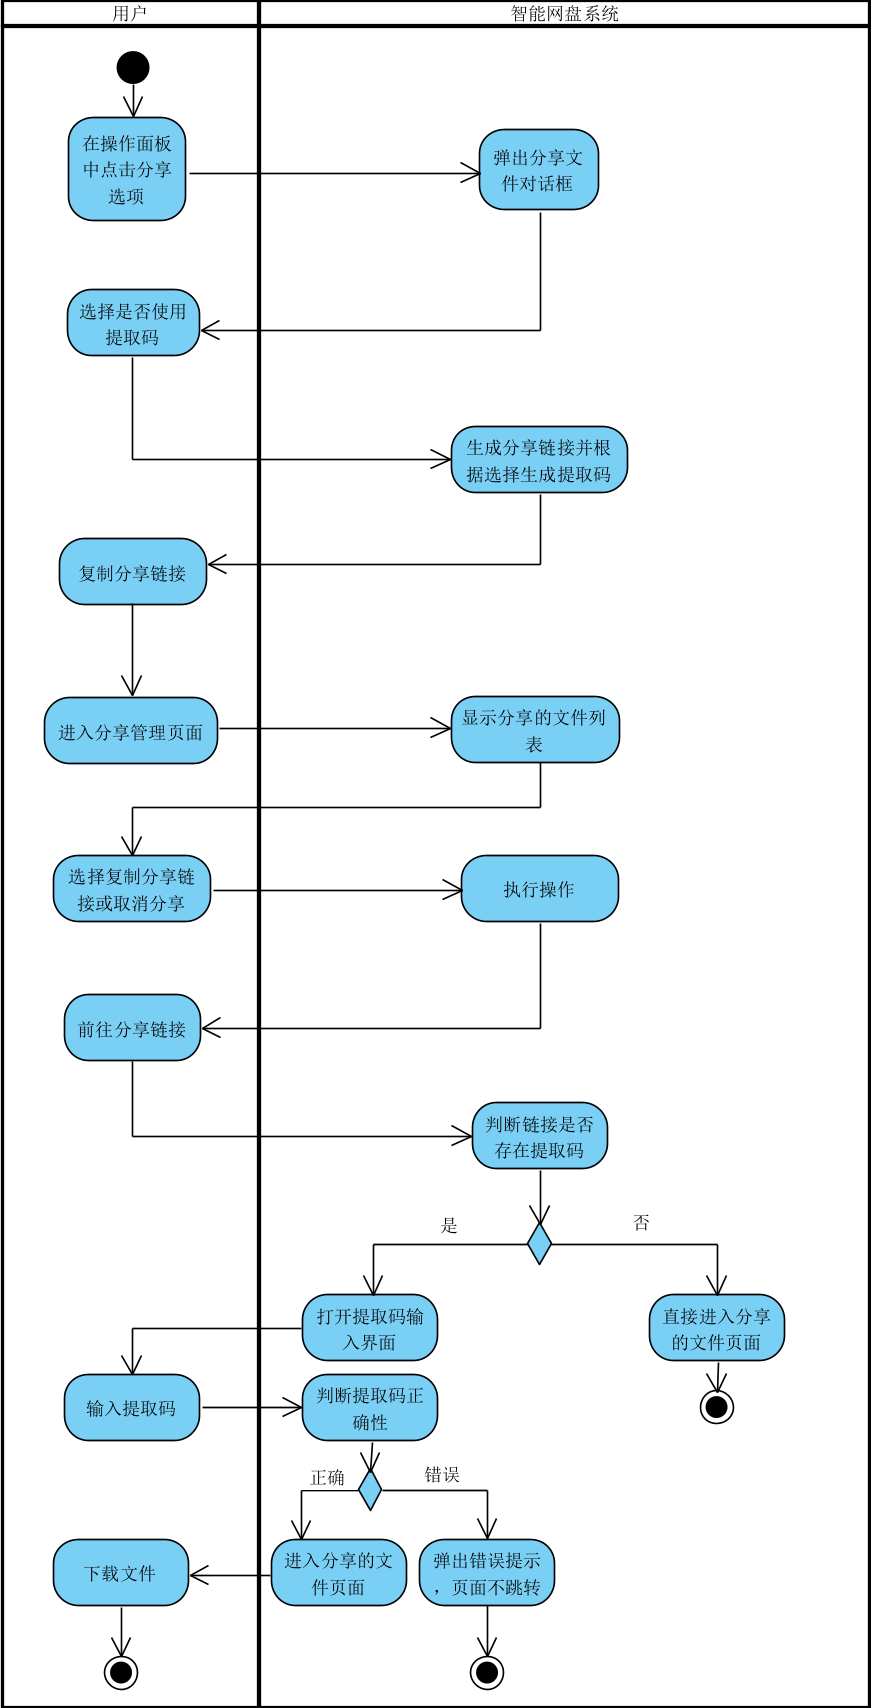 用户
智能网盘系统
在操作面板
中点击分享
选项
弹出分享文
件对话框
选择是否使用
提取码
生成分享链接并根
据选择生成提取码
复制分享链接
进入分享管理页面
显示分享的文件列
表
选择复制分享链
接或取消分享
执行操作
前往分享链接
判断链接是否
存在提取码
是
否
打开提取码输
入界面
直接进入分享
的文件页面
输入提取码
判断提取码正
确性
正确
错误
下载文件
进入分享的文
件页面
弹出错误提示
，页面不跳转